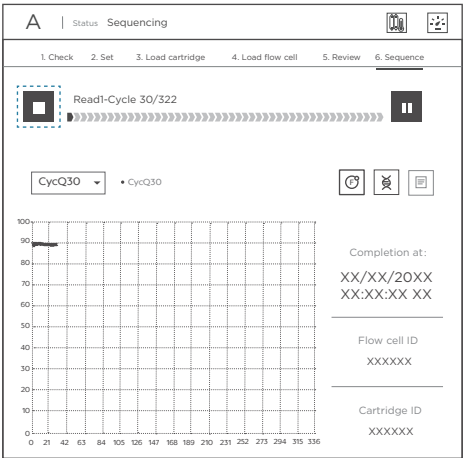 A | Status Sequencing
1. Check 2. Set 3. Load cartridge 4. Load flow cell 5. Review 6. Sequence
Read1-Cycle 30/322
CycQ30 • CycQ30
F
100
90
80
70
60
50
40
30
20
10
0
0 21 42 63 84 105 126 147 168 189 210 231 252 273 294 315 336
Completion at:
XX/XX/20XX
XX:XX:XX XX
Flow cell ID
XXXXXX
Cartridge ID
XXXXXX